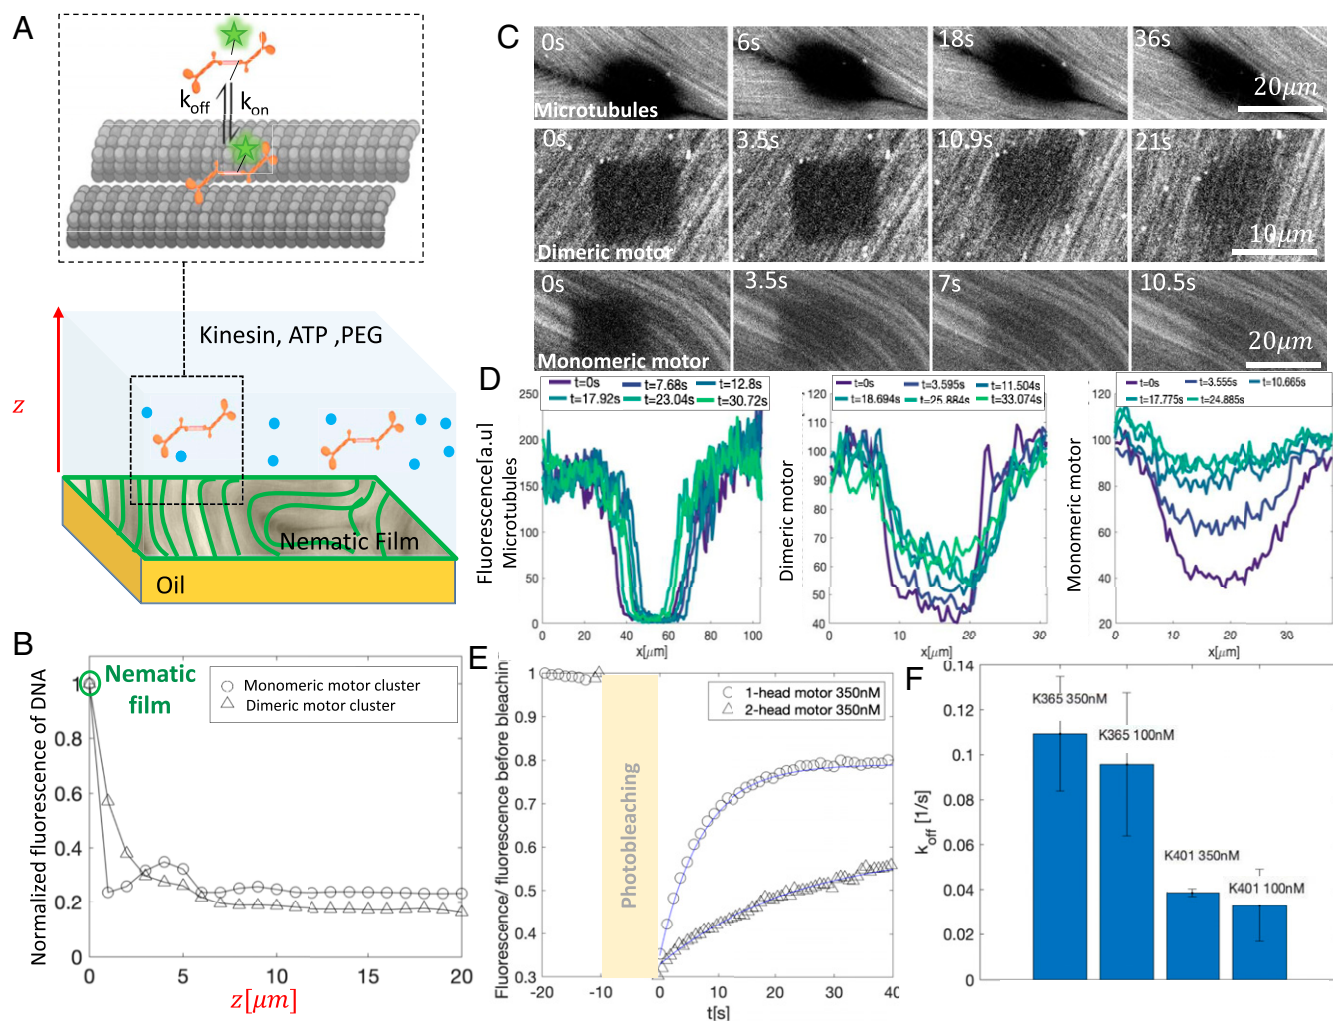 A
k_off
k_on
Kinesin, ATP ,PEG
z
Nematic Film
Oil
B
Nematic
film
Monomeric motor cluster
Dimeric motor cluster
Normalized fluorescence of DNA
1
0.8
0.6
0.4
0.2
0
0
5
10
15
20
z[μm]
C
0s
6s
18s
36s
Microtubules
20μm
0s
3.5s
10.9s
21s
Dimeric motor
10μm
0s
3.5s
7s
10.5s
Monomeric motor
20μm
D
t=0s t=7.68s t=12.8s
t=17.92s t=23.04s t=30.72s
Fluorescence[a.u]
Microtubules
250
200
150
100
50
0
0 20 40 60 80 100
x[μm]
t=0s t=3.595s t=11.504s
t=18.694s t=25.884s t=33.074s
Dimeric motor
120
110
100
90
80
70
60
50
40
0 10 20 30
x[μm]
t=0s t=3.555s t=10.665s
t=17.775s t=24.885s
Monomeric motor
120
100
80
60
40
20
0 10 20 30
x[μm]
E
1-head motor 350nM
2-head motor 350nM
Photobleaching
Fluorescence/ fluorescence before bleaching
1
0.9
0.8
0.7
0.6
0.5
0.4
0.3
-20 -10 0 10 20 30 40
t[s]
F
K365 350nM
K365 100nM
K401 350nM
K401 100nM
k_off [1/s]
0.14
0.12
0.1
0.08
0.06
0.04
0.02
0